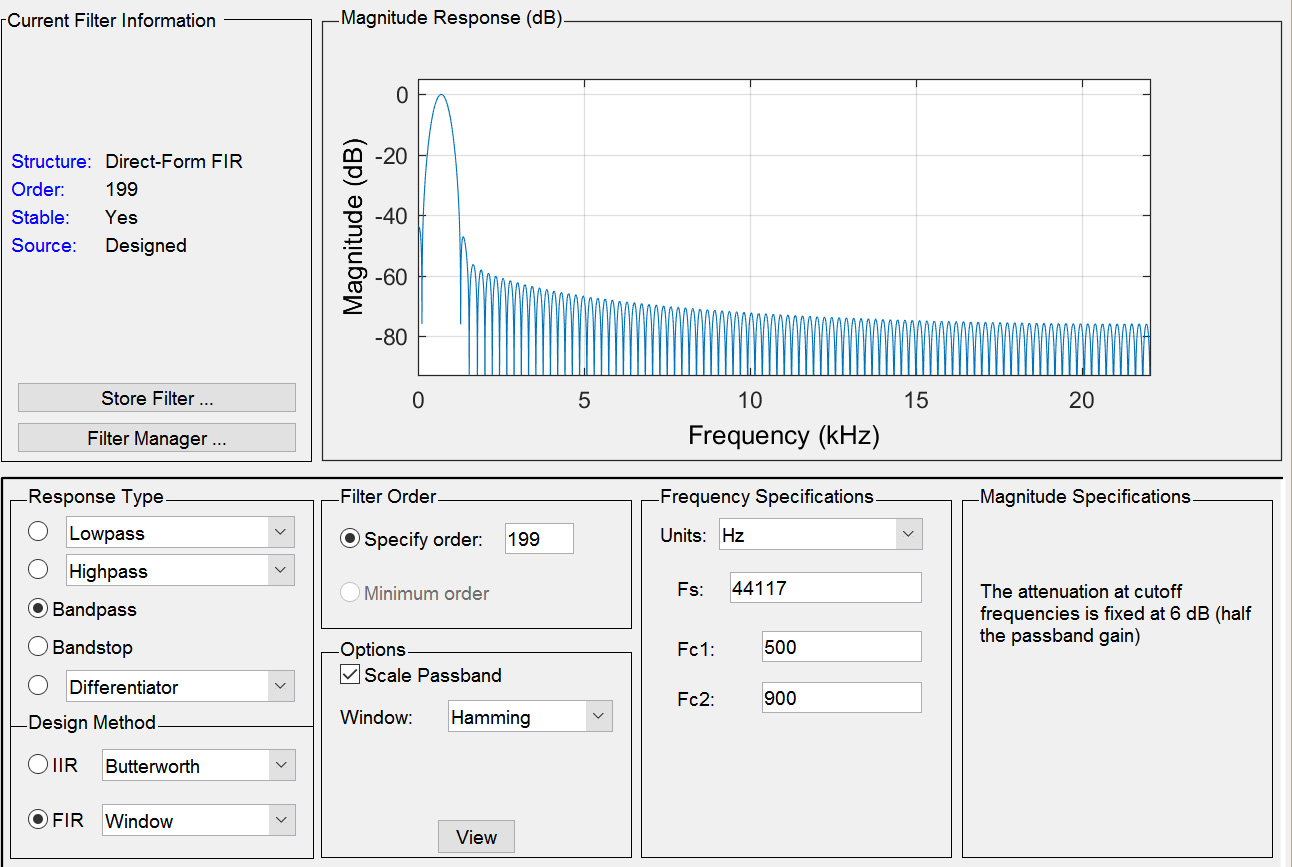 Current Filter Information
Structure: Direct-Form FIR
Order: 199
Stable: Yes
Source: Designed
Store Filter ...
Filter Manager ...
Magnitude Response (dB)
Magnitude (dB)
0
-20
-40
-60
-80
0 5 10 15 20
Frequency (kHz)
Response Type
Lowpass
Highpass
Bandpass
Bandstop
Differentiator
Design Method
IIR Butterworth
FIR Window
Filter Order
Specify order: 199
Minimum order
Options
Scale Passband
Window: Hamming
View
Frequency Specifications
Units: Hz
Fs: 44117
Fc1: 500
Fc2: 900
Magnitude Specifications
The attenuation at cutoff
frequencies is fixed at 6 dB (half
the passband gain)